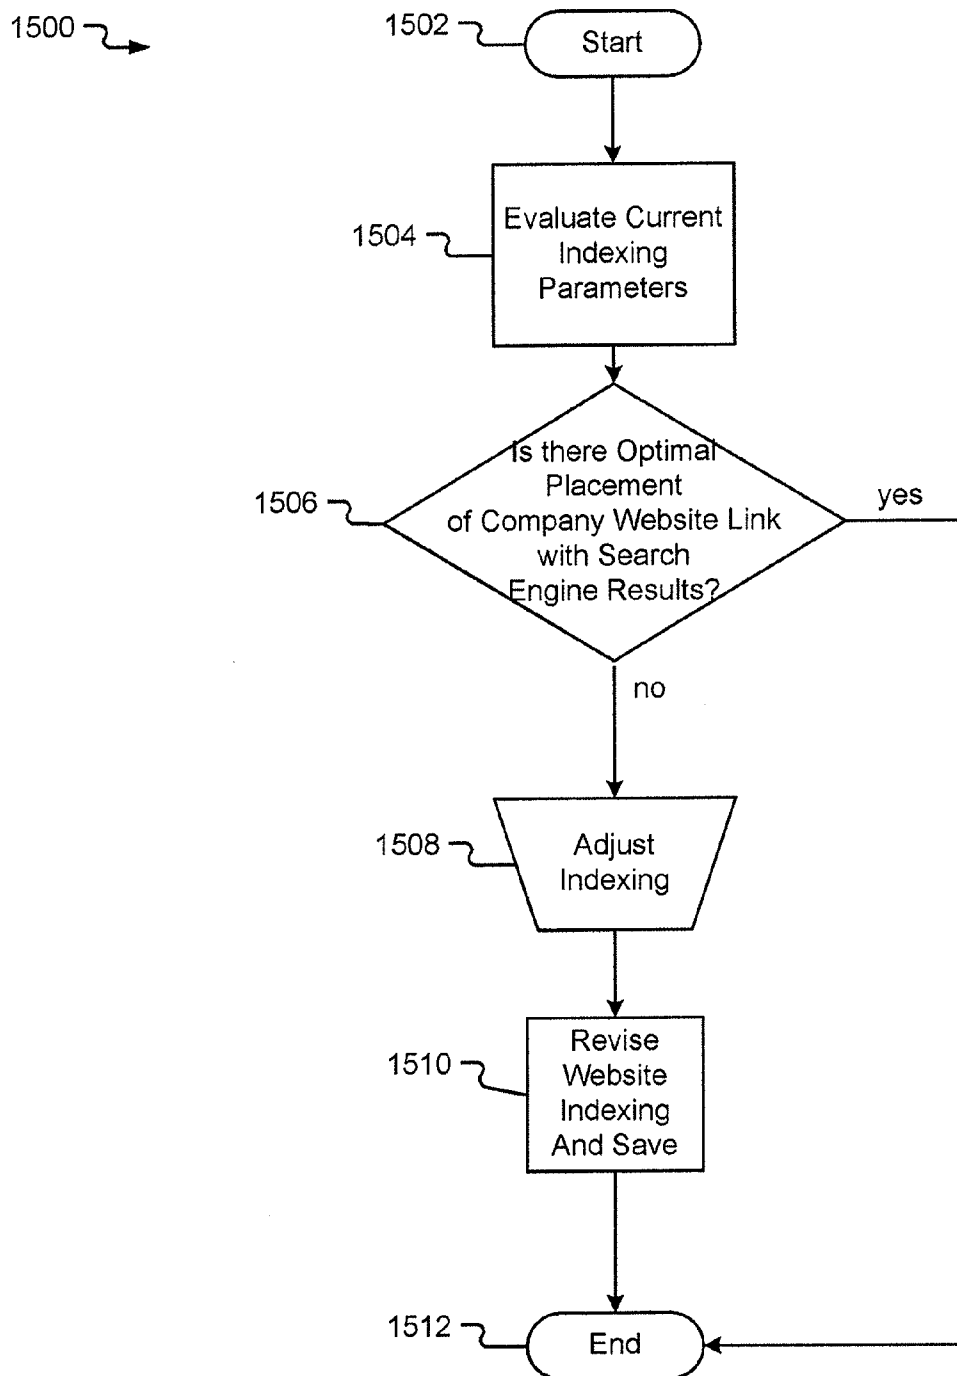 1500
1502
Start
1504
Evaluate Current
Indexing
Parameters
1506
Is there Optimal
Placement
of Company Website Link
with Search
Engine Results?
yes
no
1508
Adjust
Indexing
1510
Revise
Website
Indexing
And Save
1512
End